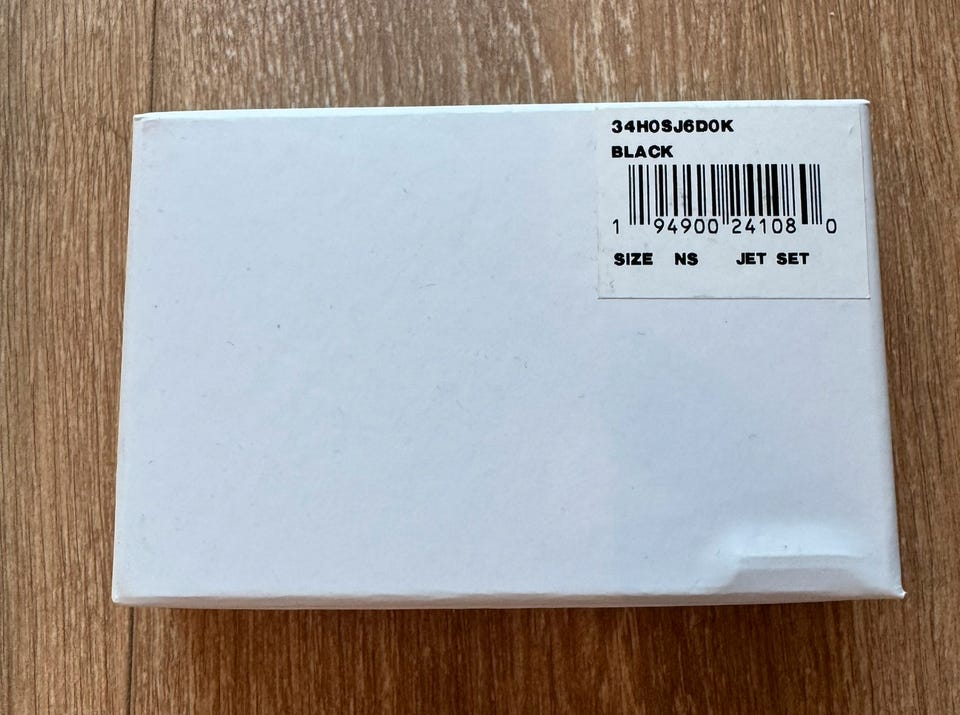 34H0SJ6D0K
BLACK
1 94900 24108 0
SIZE NS JET SET